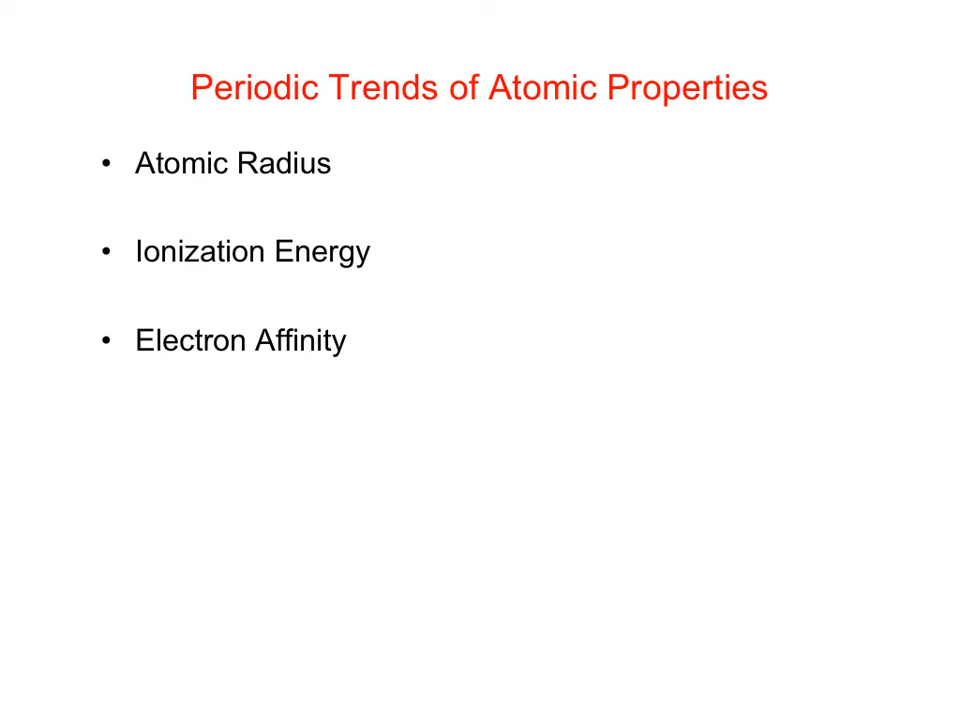 Periodic Trends of Atomic Properties
• Atomic Radius
• Ionization Energy
• Electron Affinity